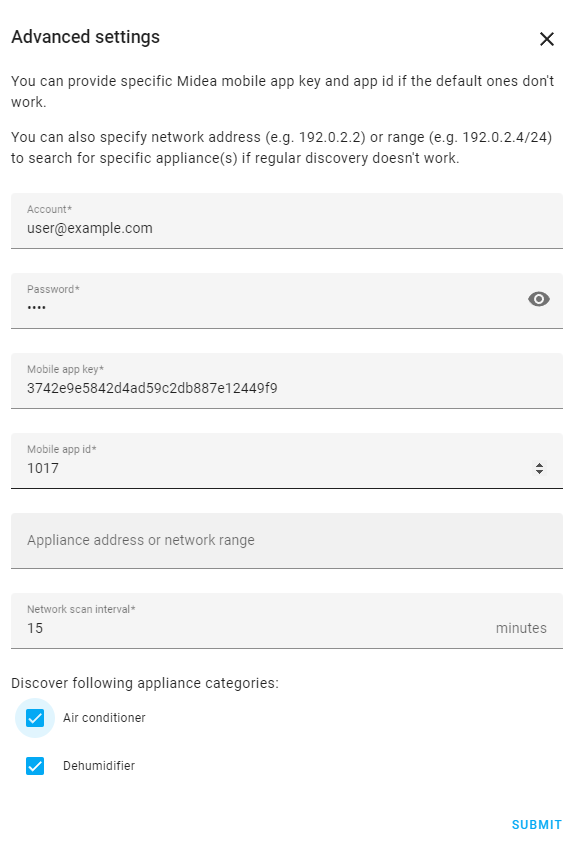 Advanced settings
You can provide specific Midea mobile app key and app id if the default ones don't
work.
You can also specify network address (e.g. 192.0.2.2) or range (e.g. 192.0.2.4/24)
to search for specific appliance(s) if regular discovery doesn't work.
Account*
user@example.com
Password*
••••
Mobile app key*
3742e9e5842d4ad59c2db887e12449f9
Mobile app id*
1017
Appliance address or network range
Network scan interval*
15 minutes
Discover following appliance categories:
Air conditioner
Dehumidifier
SUBMIT